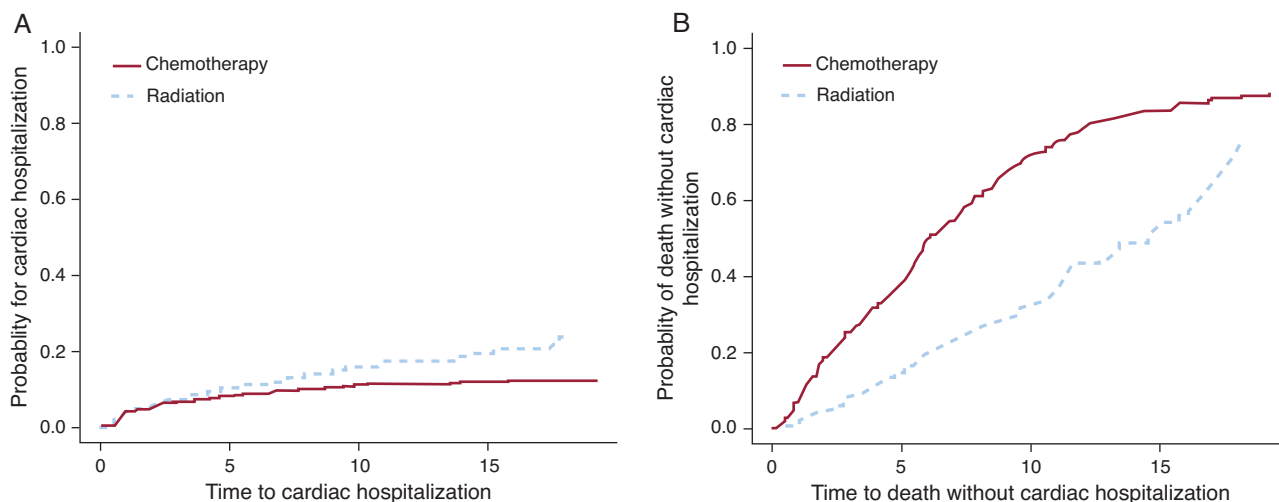 A
Probablity for cardiac hospitalization
1.0
0.8
0.6
0.4
0.2
0.0
Chemotherapy
Radiation
0
5
10
15
Time to cardiac hospitalization
B
Probablity of death without cardiac
hospitalization
1.0
0.8
0.6
0.4
0.2
0.0
Chemotherapy
Radiation
0
5
10
15
Time to death without cardiac hospitalization